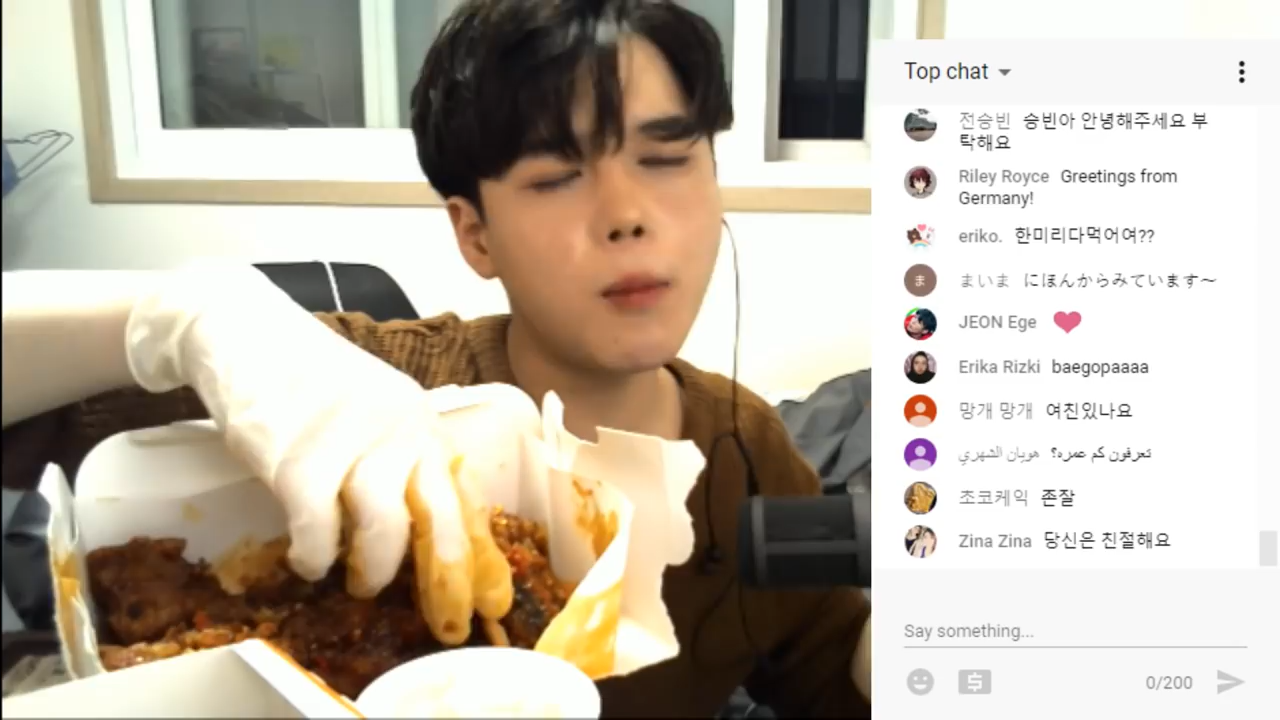 Top chat
전승빈 승빈아 안녕해주세요 부
탁해요
Riley Royce Greetings from
Germany!
eriko. 한미리다먹어여??
ま
まいま にほんからみています〜
JEON Ege
Erika Rizki baegopaaaa
망개 망개 여친있나요
هوبان الشهري تعرفون كم عمره؟
초코케익 존잘
Zina Zina 당신은 친절해요
Say something...
0/200